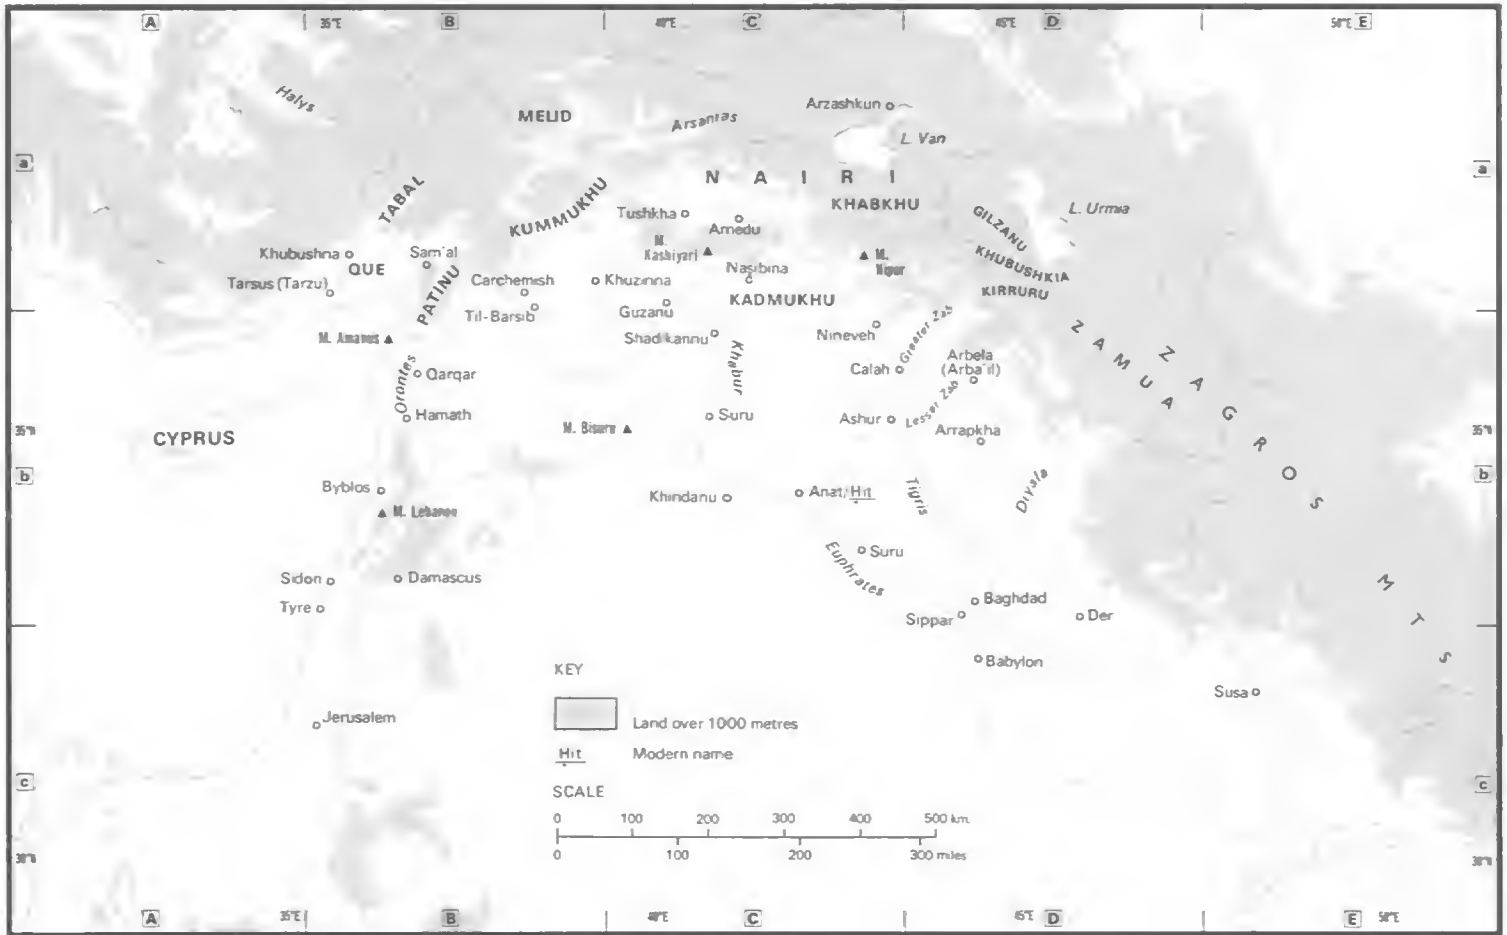 A 35°E B 40°E C 45°E D 50°E E
Halys
MELID
Arsanias
Arzashkun
L. Van
a
a
NAIRI
TABAL
KUMMUKHU
KHABKHU
Tushkha
Amedu
GILZANU
L. Urmia
Khubushna
Sam'al
M. Kashiyari
M. Nipur
KHUBUSHKIA
QUE
Nasibina
Tarsus (Tarzu)
PATINU
Carchemish
Khuzirina
KIRRURU
Til-Barsib
Guzanu
KADMUKHU
M. Amanus
Shadikannu
Nineveh
Greater Zab
ZAMUA
ZAGROS MTS
Khabur
Arbela
(Arba'il)
Calah
Orontes
Qarqar
Lesser Zab
Hamath
M. Bisuru
Suru
Ashur
35°N
35°N
Arrapkha
CYPRUS
b
b
Byblos
Khindanu
Anat/Hit
Tigris
Diyala
M. Lebanon
Euphrates
Suru
Sidon
Damascus
Baghdad
Tyre
Sippar
Der
Babylon
KEY
Susa
Jerusalem
Land over 1000 metres
Hit Modern name
c
c
SCALE
0 100 200 300 400 500 km.
0 100 200 300 miles
30°N
30°N
A 35°E B 40°E C 45°E D E 50°E